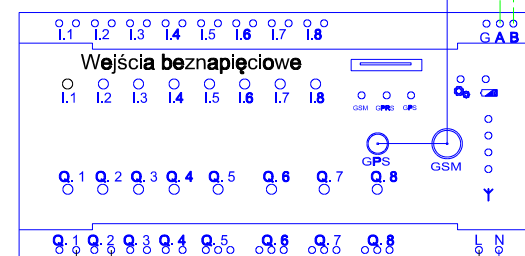 I.1 I.2 I.3 I.4 I.5 I.6 I.7 I.8 G A B
Wejścia beznapięciowe
I.1 I.2 I.3 I.4 I.5 I.6 I.7 I.8
GSM GPRS GPS
GPS GSM
Q. 1 Q. 2 Q. 3 Q. 4 Q. 5 Q. 6 Q. 7 Q. 8
Q. 1 Q. 2 Q. 3 Q. 4 Q. 5 Q. 6 Q. 7 Q. 8 L N